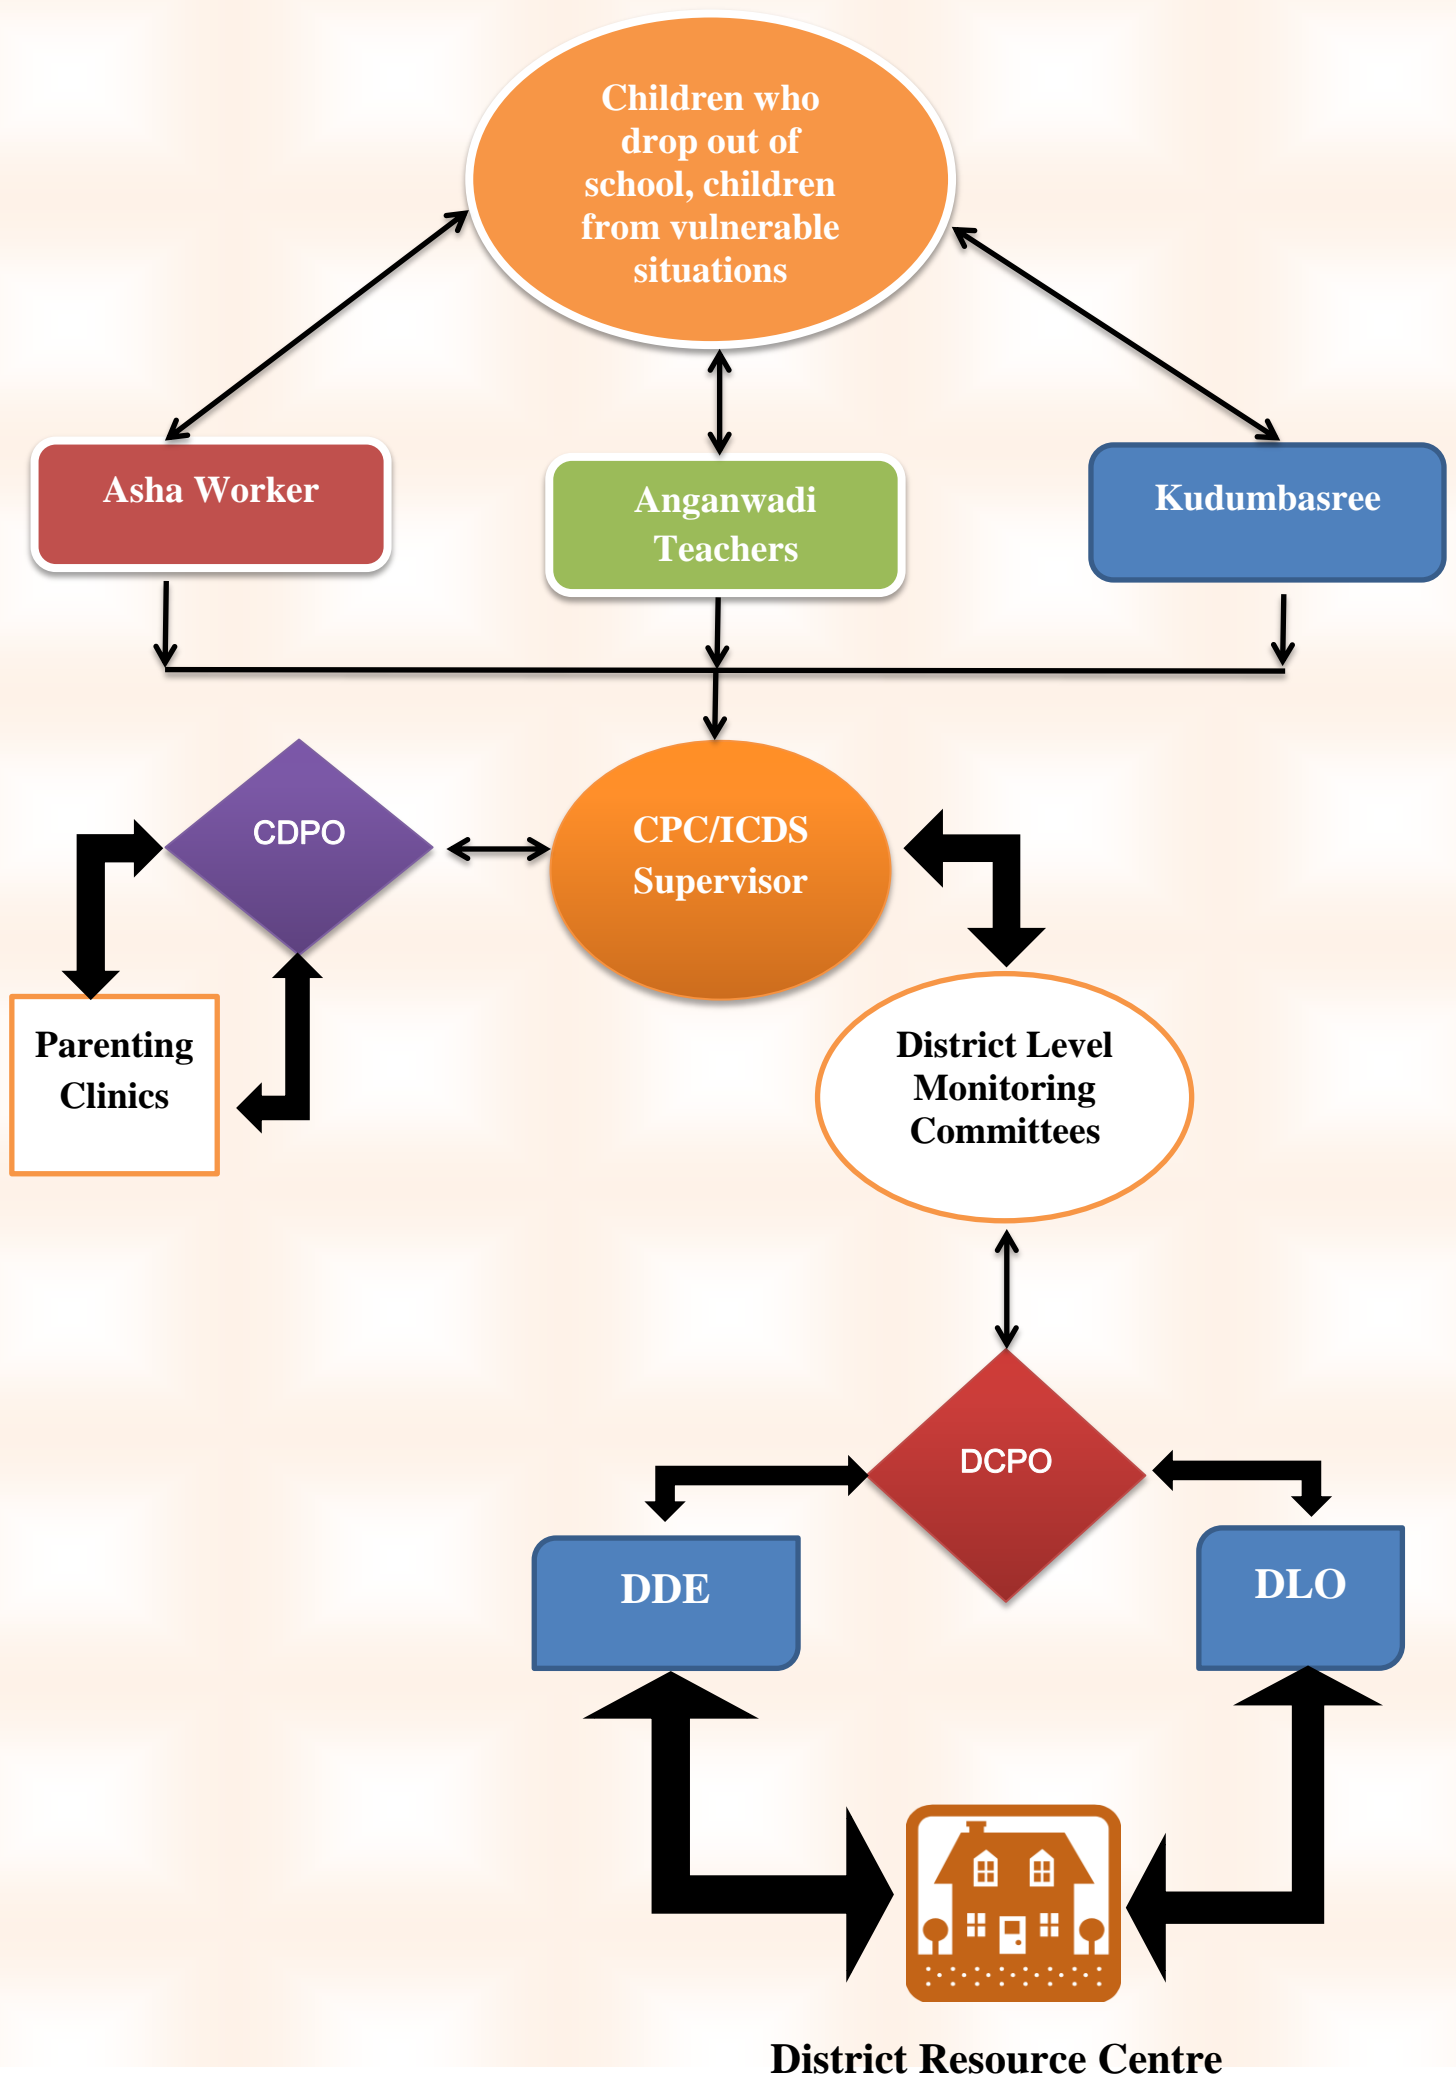 Children who
drop out of
school, children
from vulnerable
situations
Asha Worker
Anganwadi
Teachers
Kudumbasree
CDPO
CPC/ICDS
Supervisor
Parenting
Clinics
District Level
Monitoring
Committees
DCPO
DDE
DLO
District Resource Centre